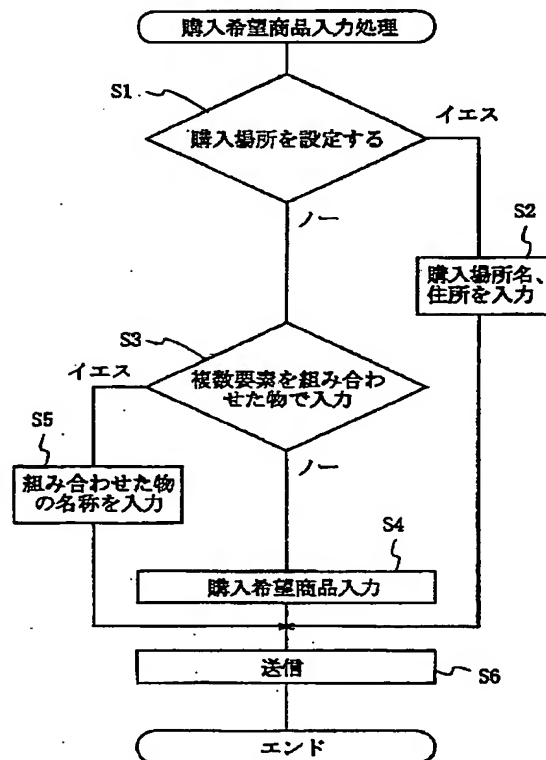 購入希望商品入力処理
S1
イエス
購入場所を設定する
ノー
S2
購入場所名、
住所を入力
S3
イエス
複数要素を組み合わ
せた物で入力
S5
ノー
組み合わせた物
の名称を入力
S4
購入希望商品入力
送信
S6
エンド